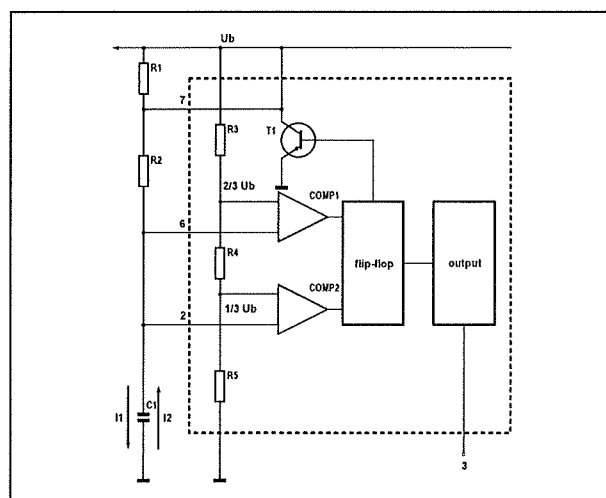 Ub
R1
7
R3
T1
R2
2/3 Ub
COMP1
6
R4
flip-flop
output
COMP2
1/3 Ub
2
R5
I1
C1
I2
3